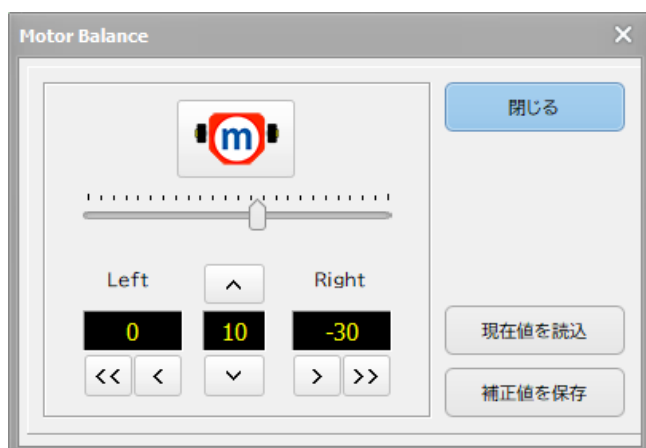 Motor Balance
閉じる
m
Left
Right
0
10
-30
<< <
> >>
現在値を読込
補正値を保存